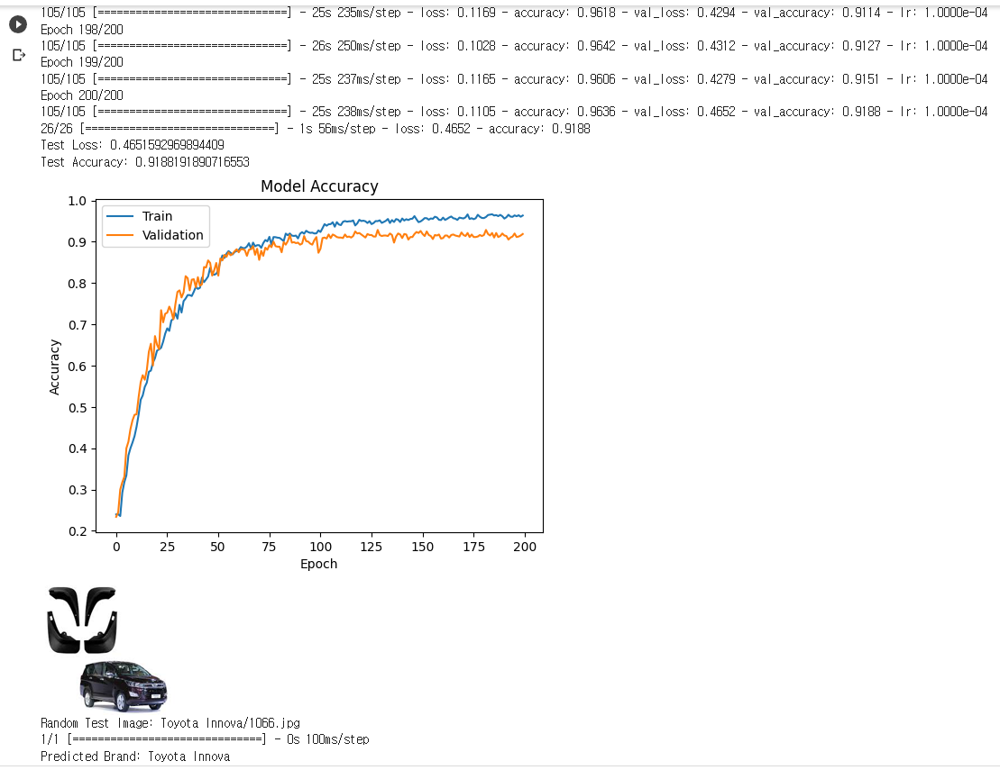 105/105 [==============================] - 25s 235ms/step - loss: 0.1169 - accuracy: 0.9618 - val_loss: 0.4294 - val_accuracy: 0.9114 - lr: 1.0000e-04
Epoch 198/200
105/105 [==============================] - 26s 250ms/step - loss: 0.1028 - accuracy: 0.9642 - val_loss: 0.4312 - val_accuracy: 0.9127 - lr: 1.0000e-04
Epoch 199/200
105/105 [==============================] - 25s 237ms/step - loss: 0.1165 - accuracy: 0.9606 - val_loss: 0.4279 - val_accuracy: 0.9151 - lr: 1.0000e-04
Epoch 200/200
105/105 [==============================] - 25s 238ms/step - loss: 0.1105 - accuracy: 0.9636 - val_loss: 0.4652 - val_accuracy: 0.9188 - lr: 1.0000e-04
26/26 [==============================] - 1s 56ms/step - loss: 0.4652 - accuracy: 0.9188
Test Loss: 0.4651592969894409
Test Accuracy: 0.9188191890716553
Model Accuracy
Train
Validation
1.0
0.9
0.8
0.7
0.6
0.5
0.4
0.3
0.2
Accuracy
0 25 50 75 100 125 150 175 200
Epoch
Random Test Image: Toyota Innova/1066.jpg
1/1 [==============================] - 0s 100ms/step
Predicted Brand: Toyota Innova